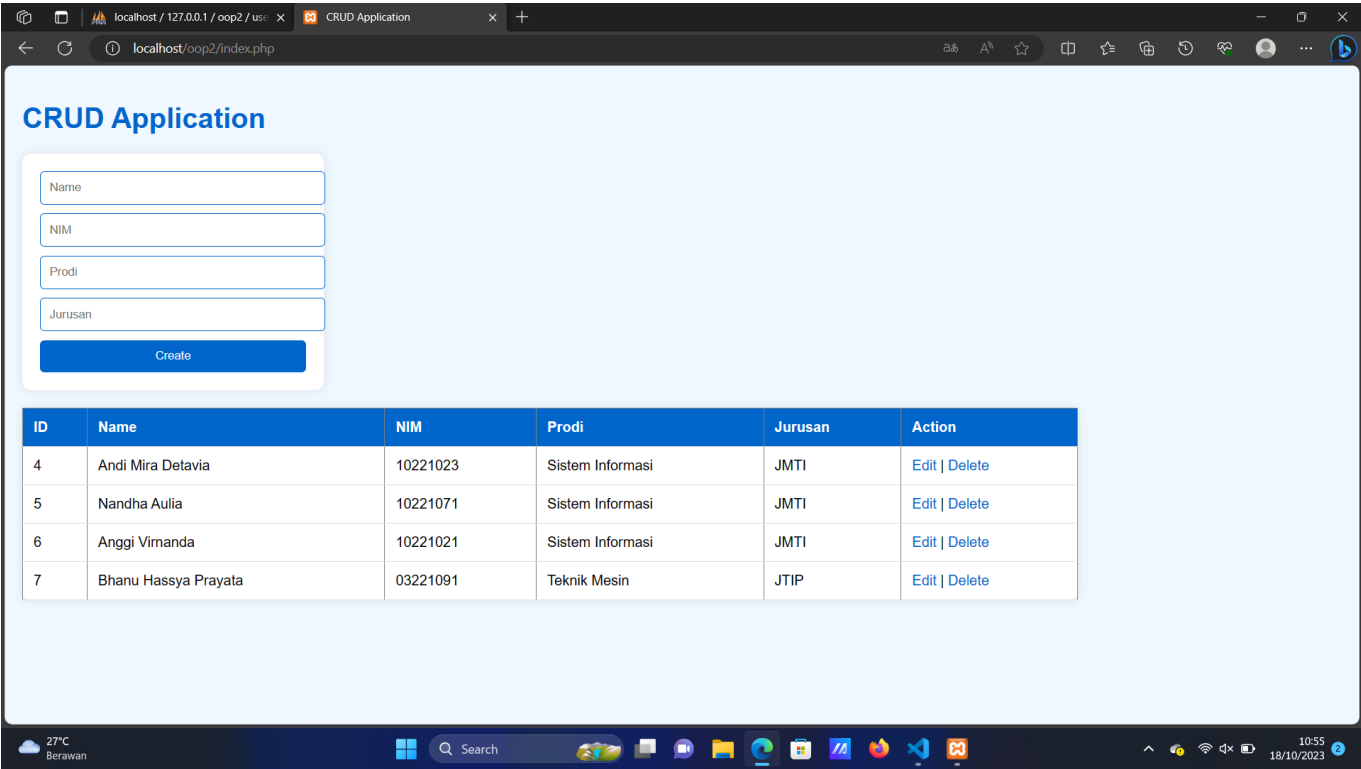 localhost / 127.0.0.1 / oop2 / use
CRUD Application
localhost/oop2/index.php
CRUD Application
Name
NIM
Prodi
Jurusan
Create
ID Name NIM Prodi Jurusan Action
4 Andi Mira Detavia 10221023 Sistem Informasi JMTI Edit | Delete
5 Nandha Aulia 10221071 Sistem Informasi JMTI Edit | Delete
6 Anggi Virnanda 10221021 Sistem Informasi JMTI Edit | Delete
7 Bhanu Hassya Prayata 03221091 Teknik Mesin JTIP Edit | Delete
27°C
Berawan
Search
10:55
18/10/2023
2